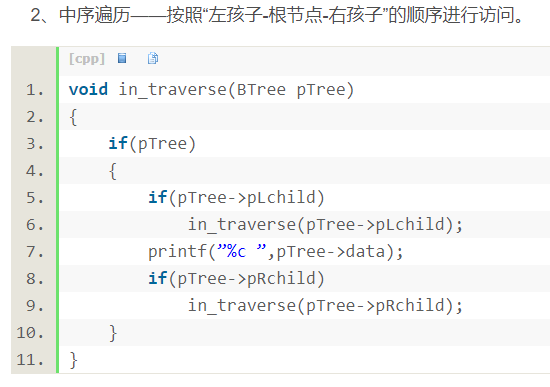 2、中序遍历——按照“左孩子-根节点-右孩子”的顺序进行访问。
[cpp]
1. void in_traverse(BTree pTree)
2. {
3.     if(pTree)
4.     {
5.         if(pTree->pLchild)
6.             in_traverse(pTree->pLchild);
7.         printf(”%c ”,pTree->data);
8.         if(pTree->pRchild)
9.             in_traverse(pTree->pRchild);
10.     }
11. }